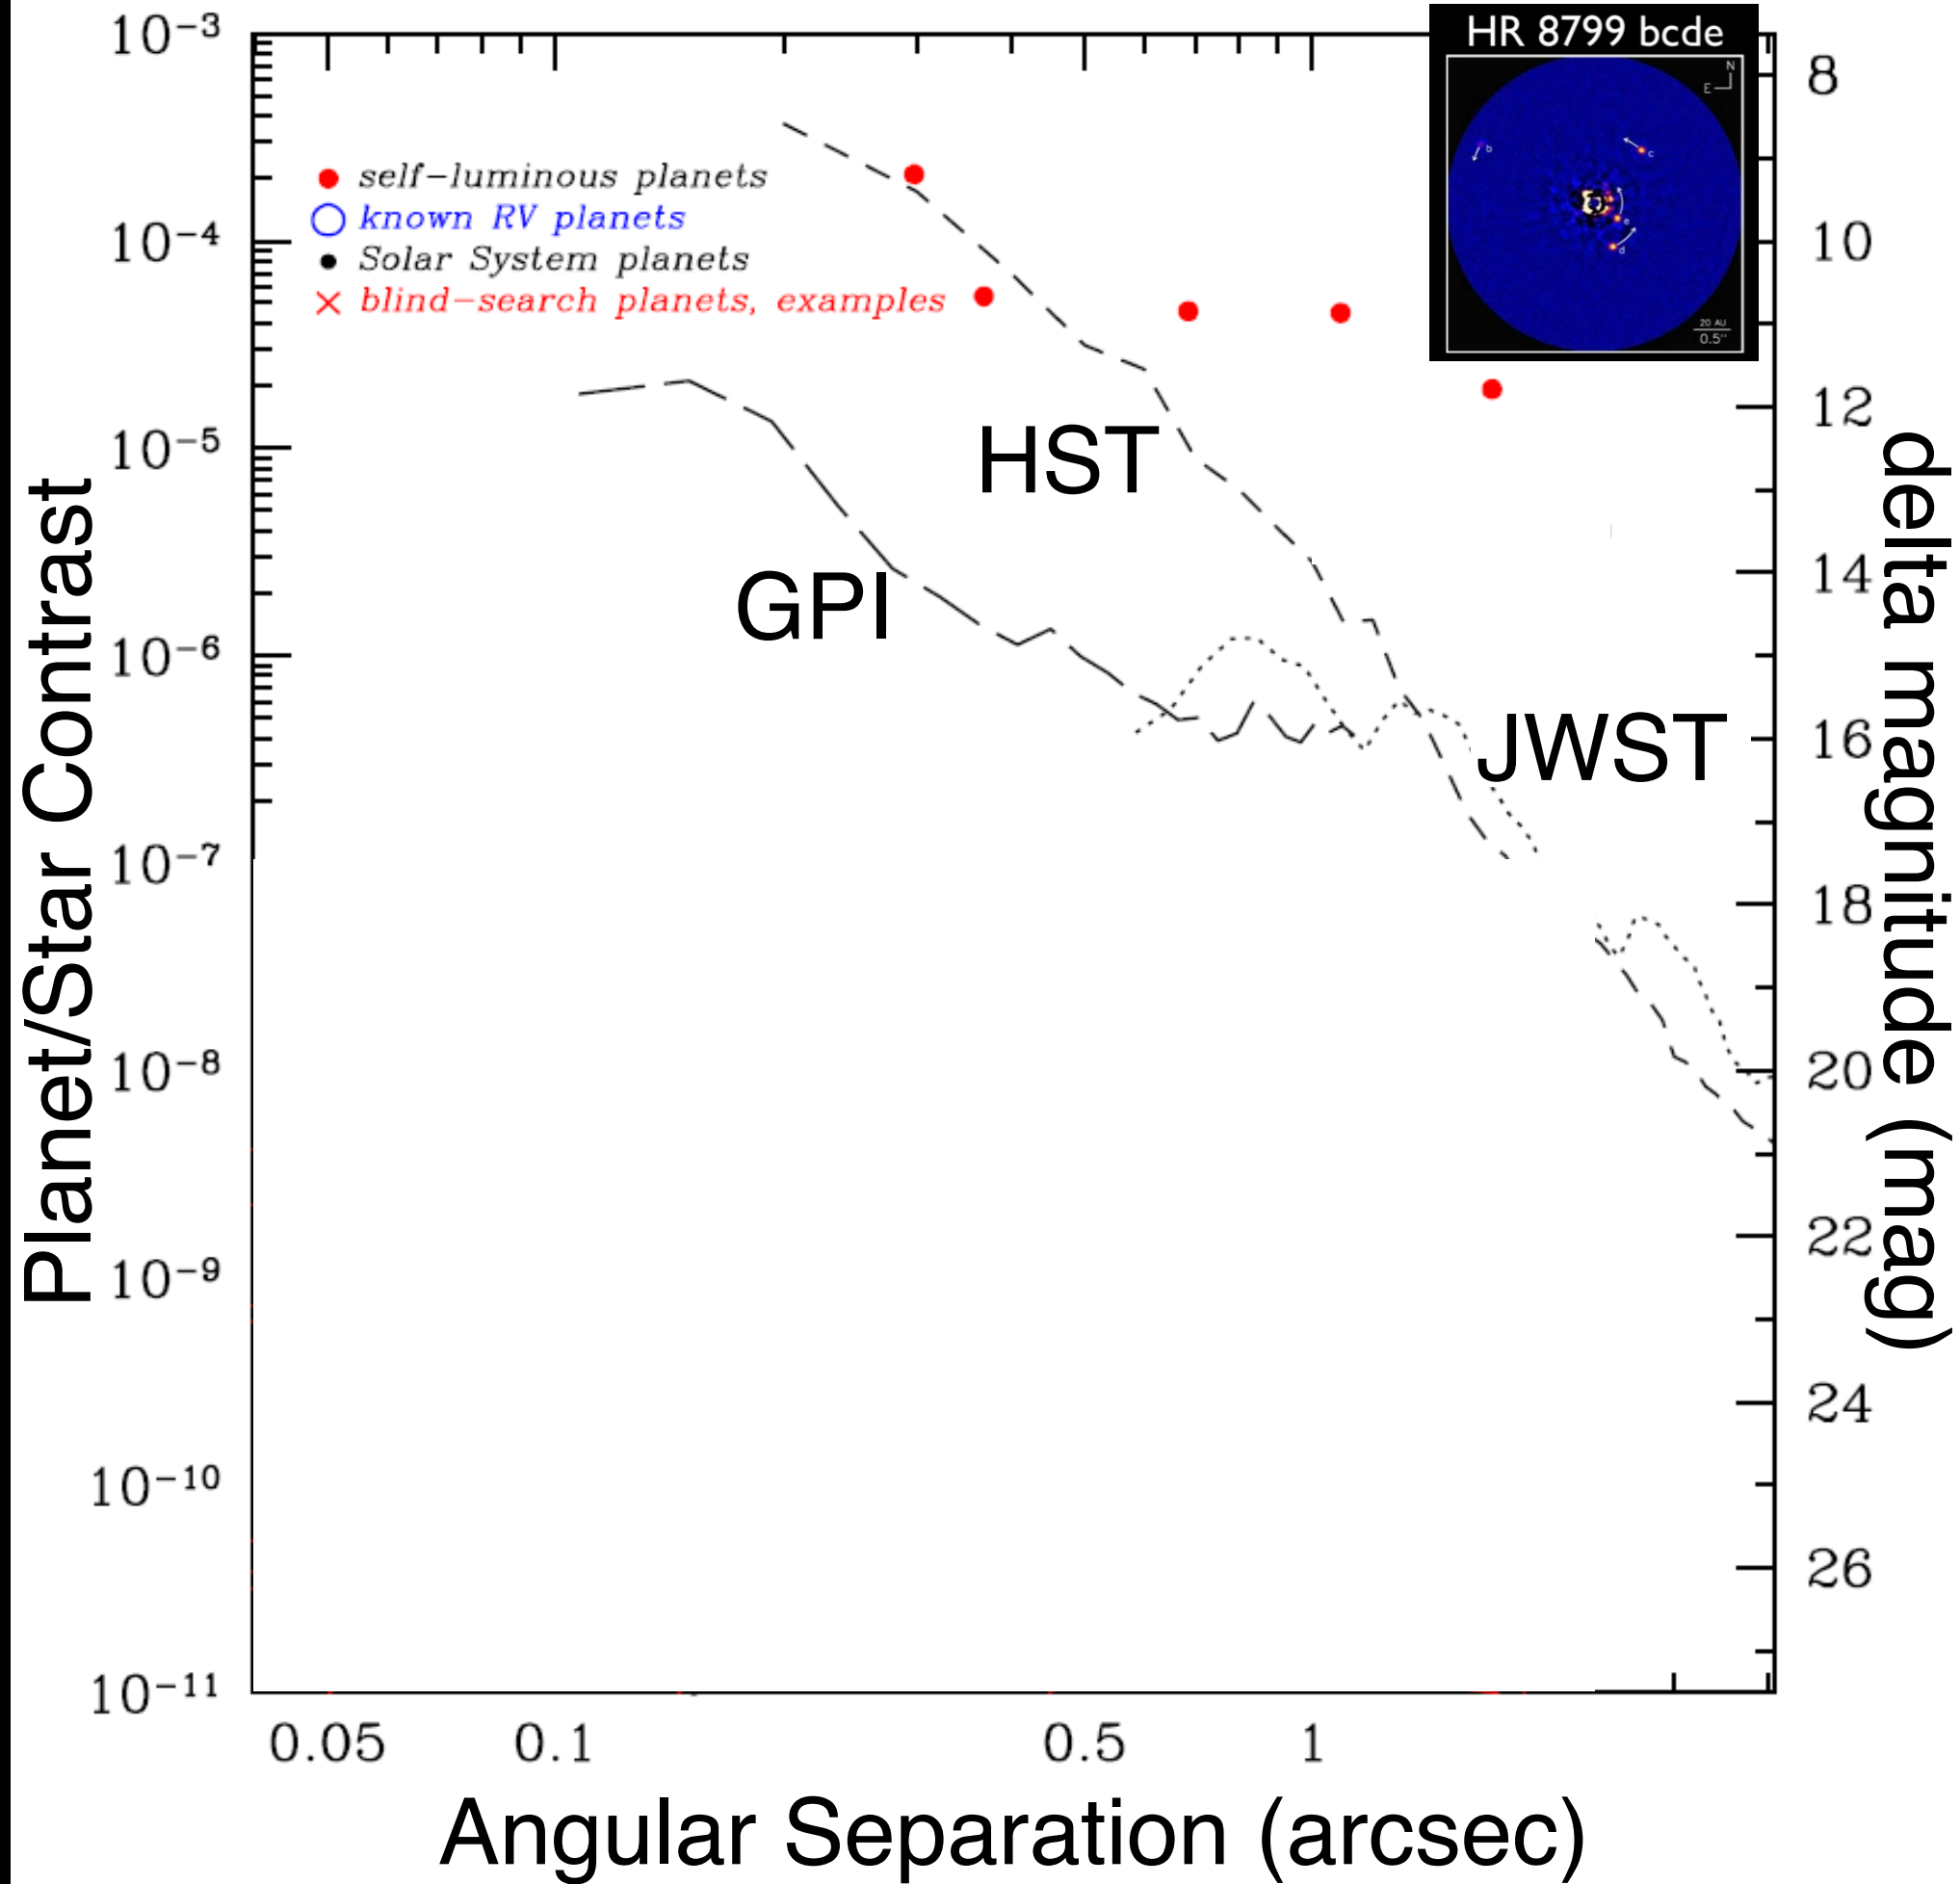 HR 8799 bcde
N
E
b
c
e
d
20 AU
0.5"
self-luminous planets
known RV planets
Solar System planets
blind-search planets, examples
HST
GPI
JWST
Planet/Star Contrast
10⁻³
10⁻⁴
10⁻⁵
10⁻⁶
10⁻⁷
10⁻⁸
10⁻⁹
10⁻¹⁰
10⁻¹¹
8
10
12
14
16
18
20
22
24
26
delta magnitude (mag)
0.05 0.1 0.5 1
Angular Separation (arcsec)